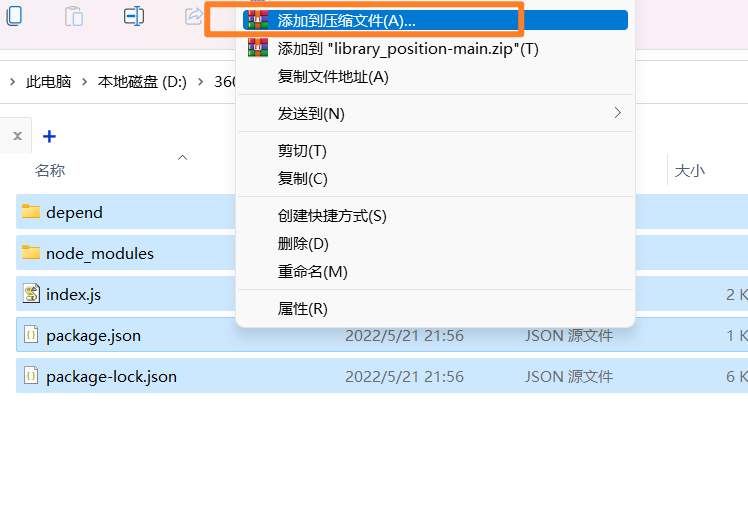 添加到压缩文件(A)...
添加到 "library_position-main.zip"(T)
此电脑 本地磁盘 (D:) 360
复制文件地址(A)
发送到(N)
剪切(T)
名称 大小
复制(C)
depend
创建快捷方式(S)
删除(D)
node_modules
重命名(M)
index.js 2 K
属性(R)
package.json 2022/5/21 21:56 JSON 源文件 1 K
package-lock.json 2022/5/21 21:56 JSON 源文件 6 K